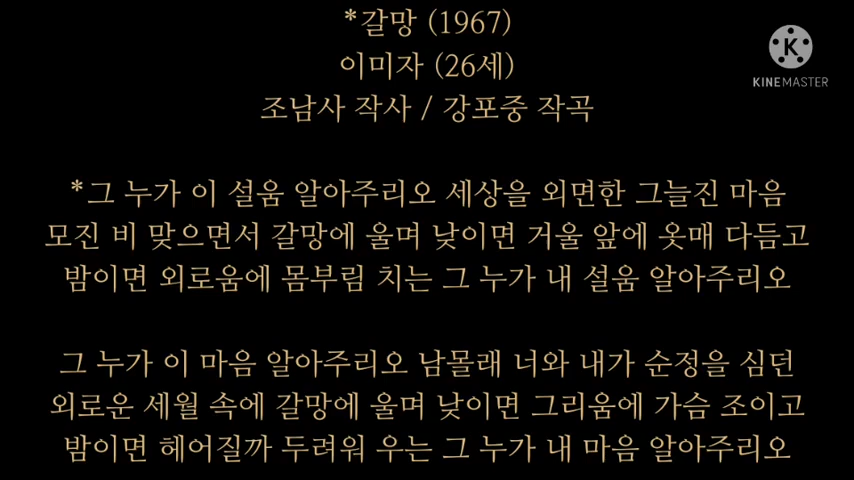 *갈망 (1967)
이미자 (26세)
조남사 작사 / 강포중 작곡
K
KINEMASTER
*그 누가 이 설움 알아주리오 세상을 외면한 그늘진 마음
모진 비 맞으면서 갈망에 울며 낮이면 거울 앞에 옷매 다듬고
밤이면 외로움에 몸부림 치는 그 누가 내 설움 알아주리오
그 누가 이 마음 알아주리오 남몰래 너와 내가 순정을 심던
외로운 세월 속에 갈망에 울며 낮이면 그리움에 가슴 조이고
밤이면 헤어질까 두려워 우는 그 누가 내 마음 알아주리오